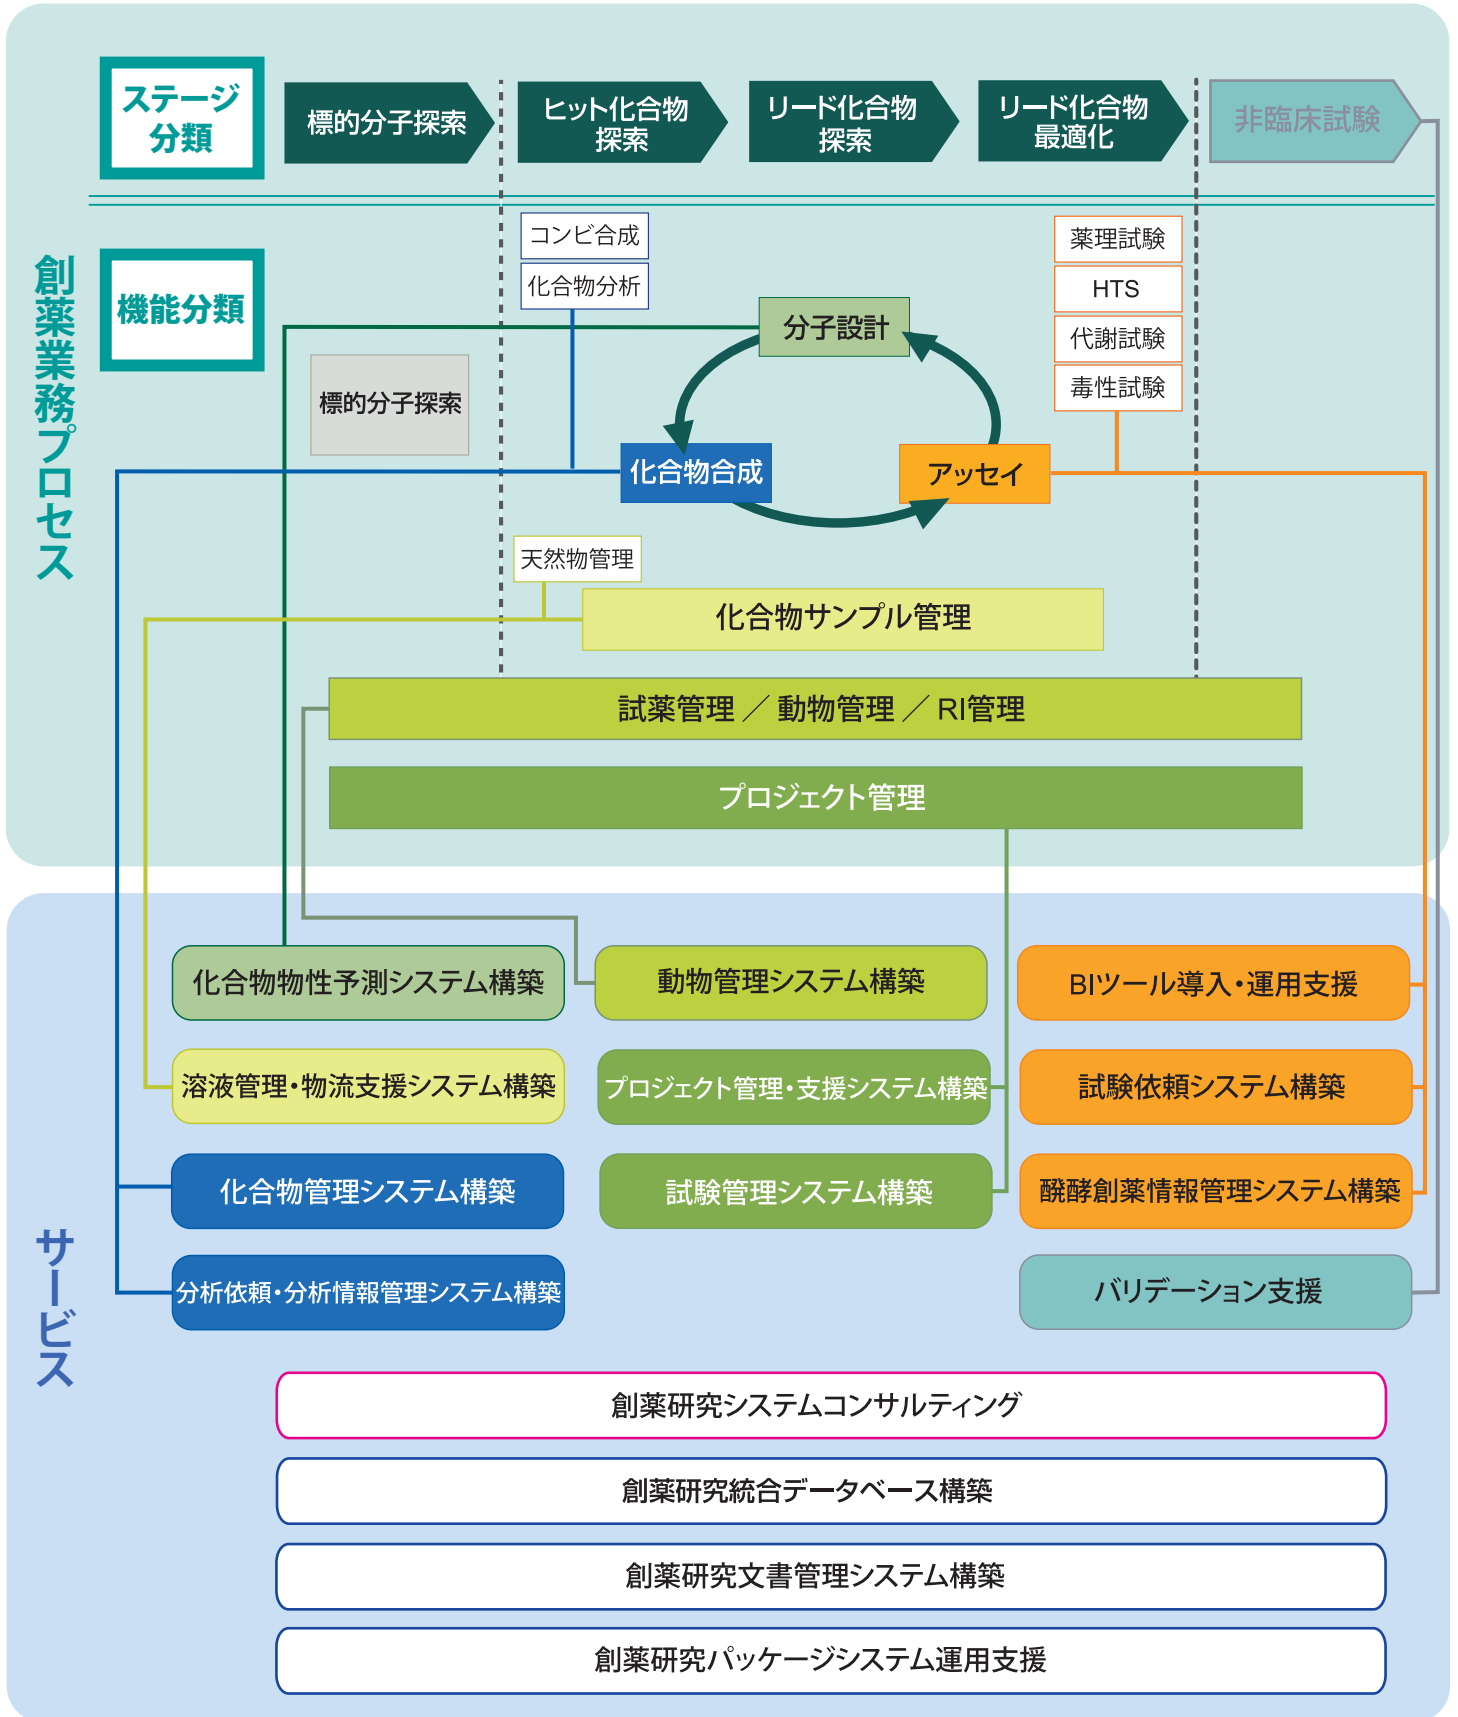 創薬業務プロセス
ステージ
分類
標的分子探索
ヒット化合物
探索
リード化合物
探索
リード化合物
最適化
非臨床試験
機能分類
コンビ合成
化合物分析
薬理試験
HTS
代謝試験
毒性試験
分子設計
標的分子探索
化合物合成
アッセイ
天然物管理
化合物サンプル管理
試薬管理 ／ 動物管理 ／ RI管理
プロジェクト管理
サービス
化合物物性予測システム構築
動物管理システム構築
BIツール導入・運用支援
溶液管理・物流支援システム構築
プロジェクト管理・支援システム構築
試験依頼システム構築
化合物管理システム構築
試験管理システム構築
醗酵創薬情報管理システム構築
分析依頼・分析情報管理システム構築
バリデーション支援
創薬研究システムコンサルティング
創薬研究統合データベース構築
創薬研究文書管理システム構築
創薬研究パッケージシステム運用支援